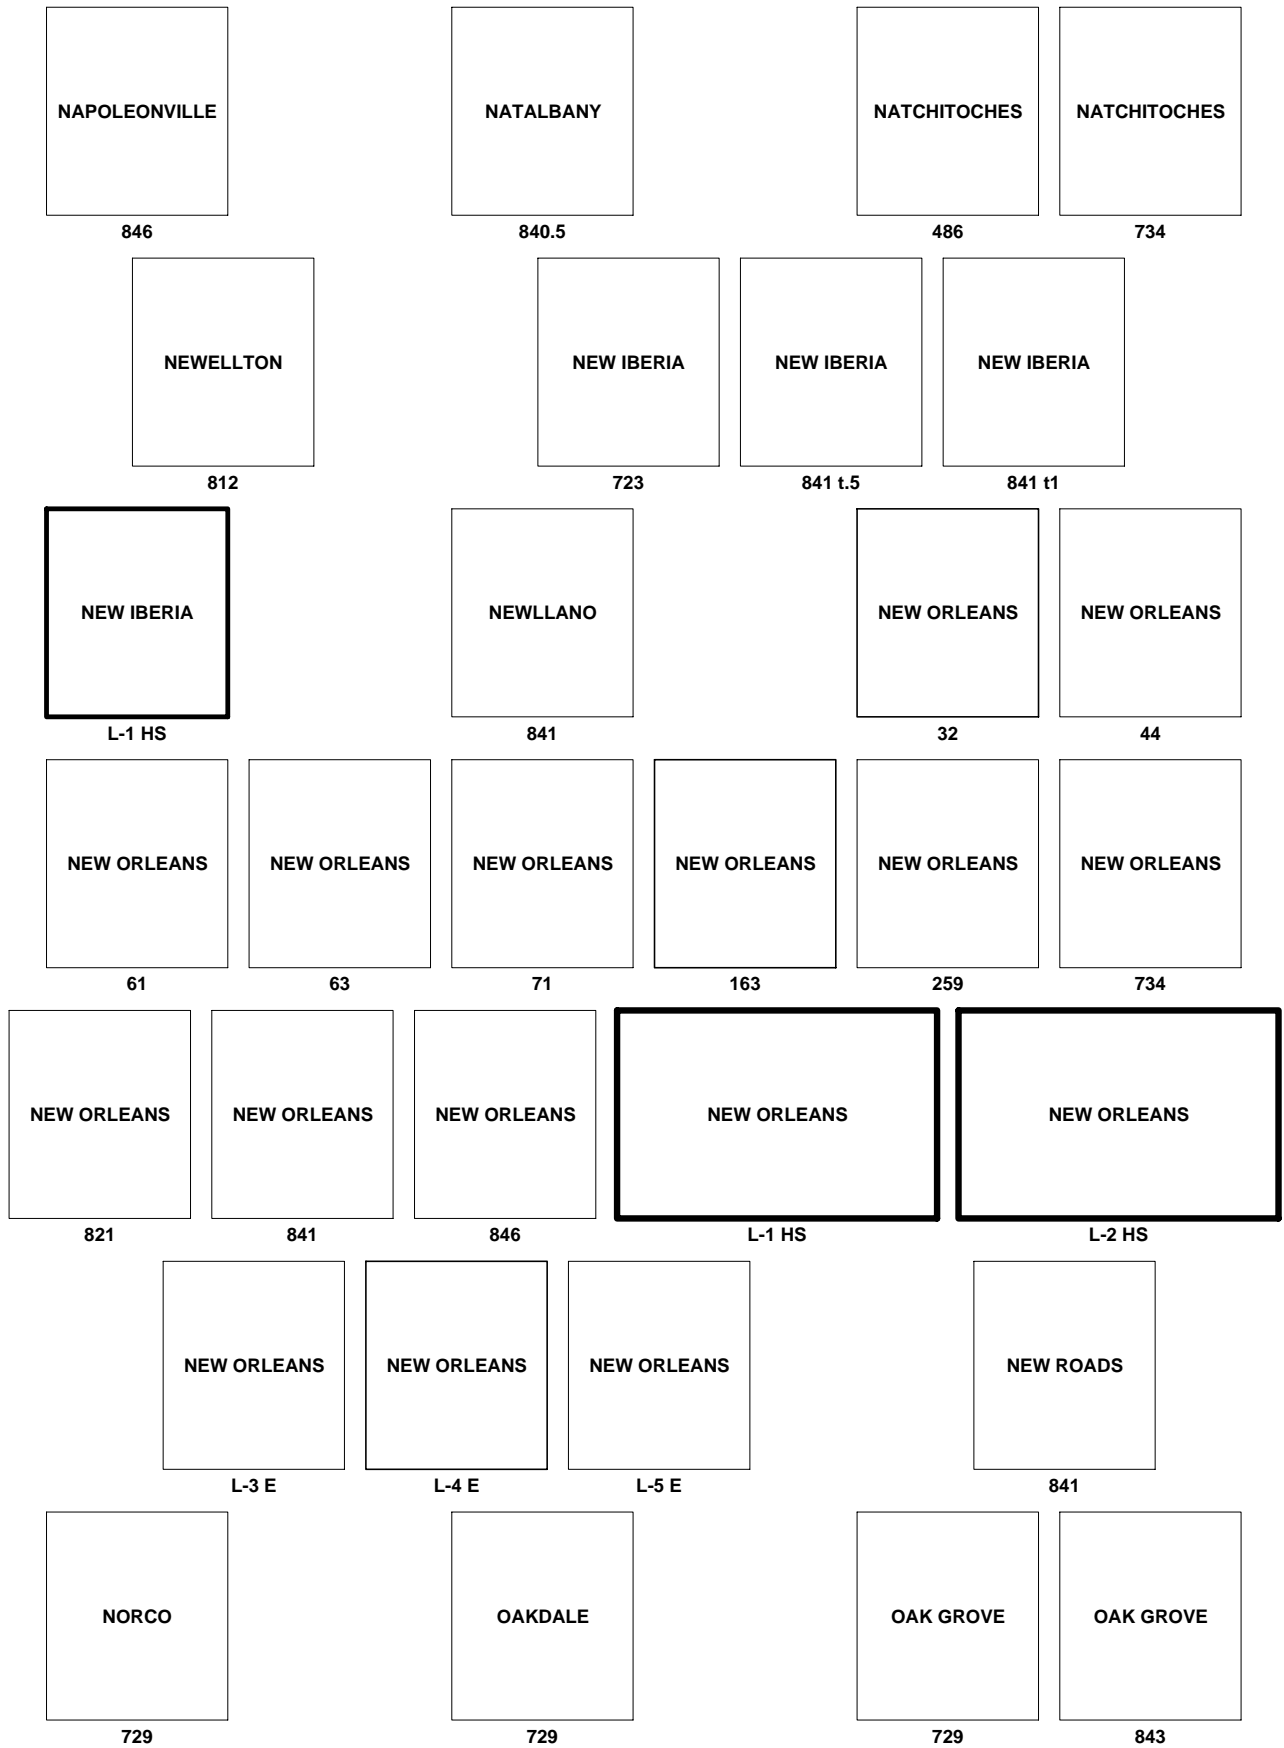 NAPOLEONVILLE NATALBANY NATCHITOCHES NATCHITOCHES
846 840.5 486 734
NEWELLTON NEW IBERIA NEW IBERIA NEW IBERIA
812 723 841 t.5 841 t1
NEW IBERIA NEWLLANO NEW ORLEANS NEW ORLEANS
L-1 HS 841 32 44
NEW ORLEANS NEW ORLEANS NEW ORLEANS NEW ORLEANS NEW ORLEANS NEW ORLEANS
61 63 71 163 259 734
NEW ORLEANS NEW ORLEANS NEW ORLEANS NEW ORLEANS NEW ORLEANS
821 841 846 L-1 HS L-2 HS
NEW ORLEANS NEW ORLEANS NEW ORLEANS NEW ROADS
L-3 E L-4 E L-5 E 841
NORCO OAKDALE OAK GROVE OAK GROVE
729 729 729 843